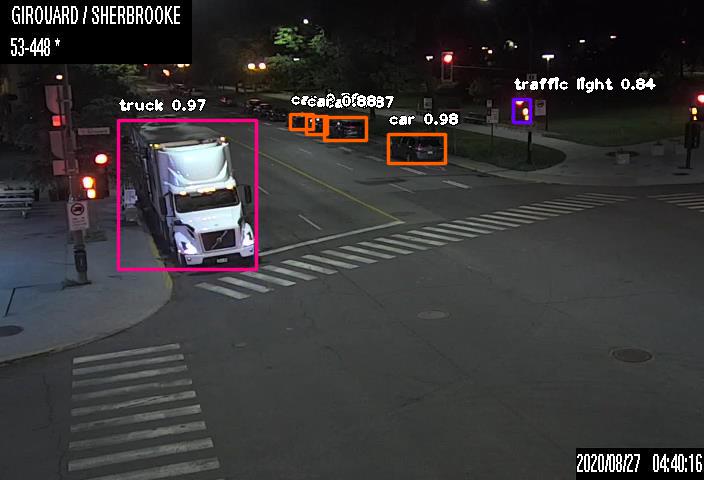 GIROUARD / SHERBROOKE
53-448 *
truck 0.97
car 0.98
traffic light 0.84
2020/08/27 04:40:16